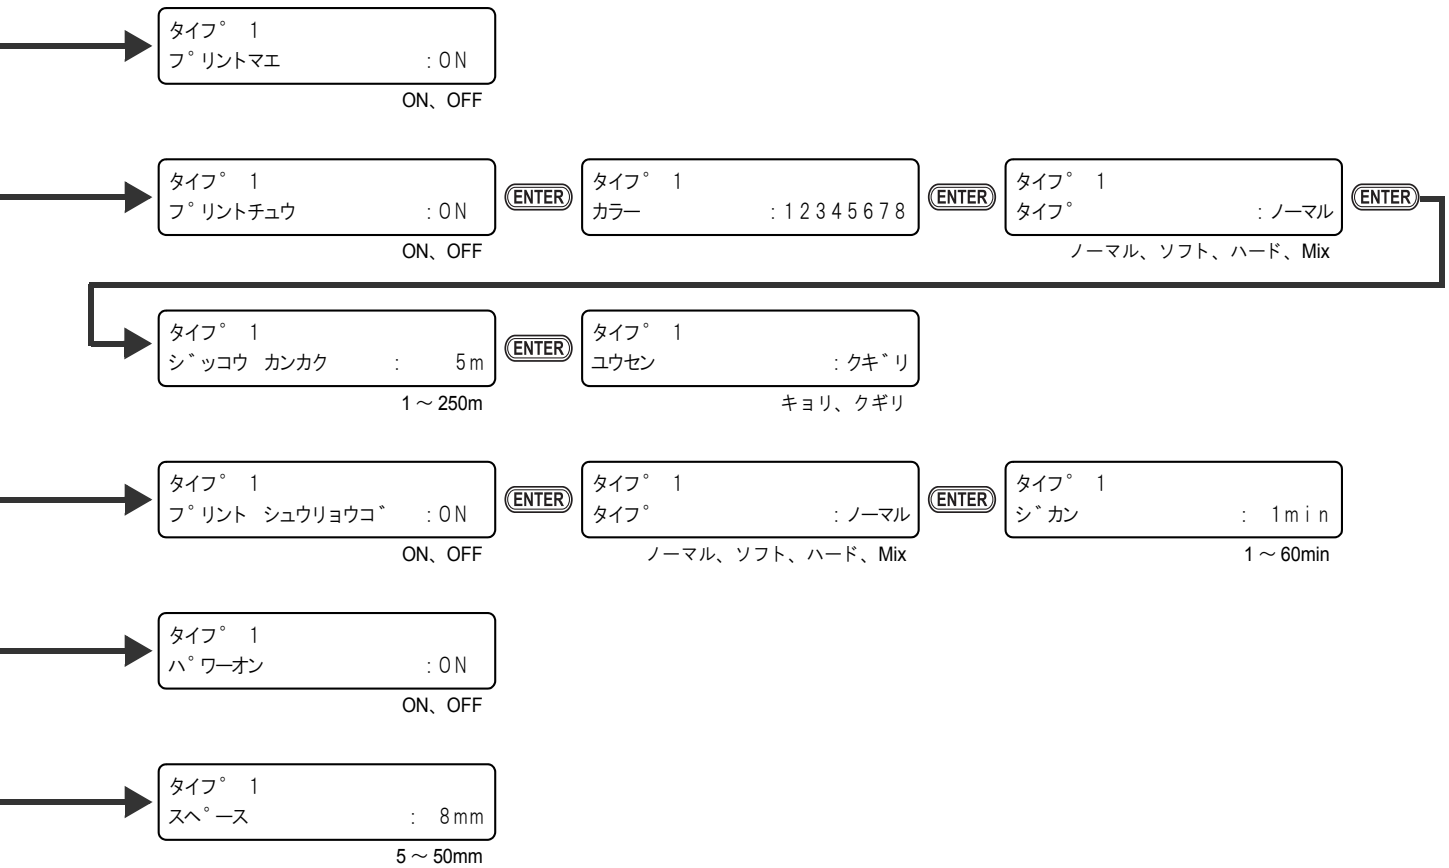 タイプ 1
プリントマエ :ON
ON、OFF
タイプ 1
プリントチュウ :ON
ON、OFF
ENTER
タイプ 1
カラー :12345678
ENTER
タイプ 1
タイプ :ノーマル
ノーマル、ソフト、ハード、Mix
ENTER
タイプ 1
ジッコウ カンカク : 5m
1～250m
ENTER
タイプ 1
ユウセン :クギリ
キョリ、クギリ
タイプ 1
プリント シュウリョウゴ :ON
ON、OFF
ENTER
タイプ 1
タイプ :ノーマル
ノーマル、ソフト、ハード、Mix
ENTER
タイプ 1
ジカン : 1min
1～60min
タイプ 1
パワーオン :ON
ON、OFF
タイプ 1
スペース : 8mm
5～50mm